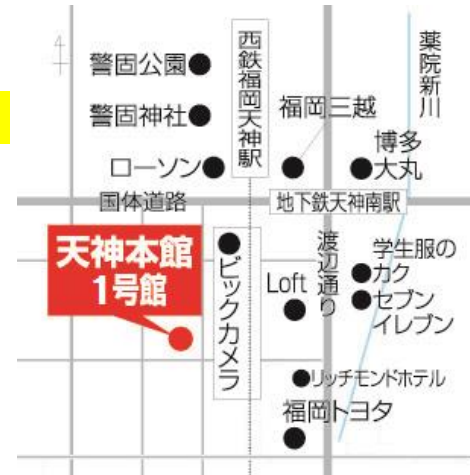 警固公園
警固神社
ローソン
西鉄福岡天神駅
福岡三越
薬院新川
博多
大丸
国体道路
地下鉄天神南駅
天神本館
1号館
ビックカメラ
渡辺通り
Loft
学生服の
カク
セブン
イレブン
リッチモンドホテル
福岡トヨタ